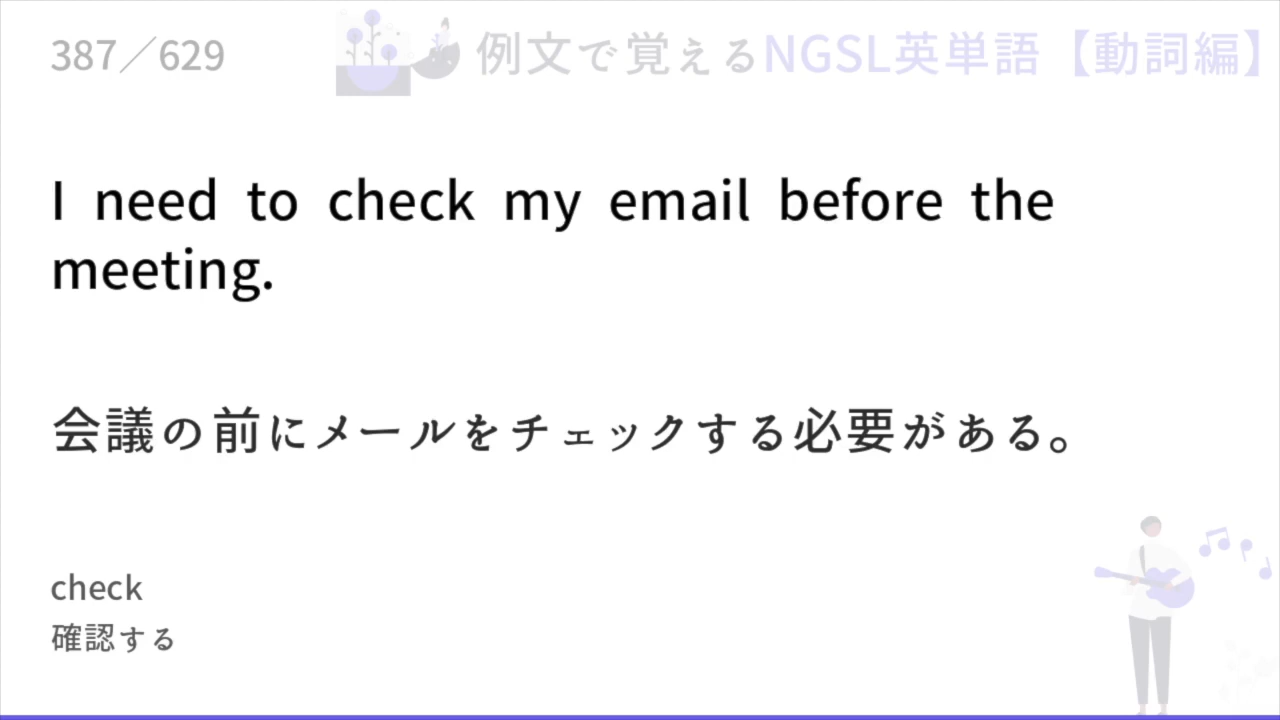 387／629
例文で覚えるNGSL英単語【動詞編】
I need to check my email before the
meeting.
会議の前にメールをチェックする必要がある。
check
確認する